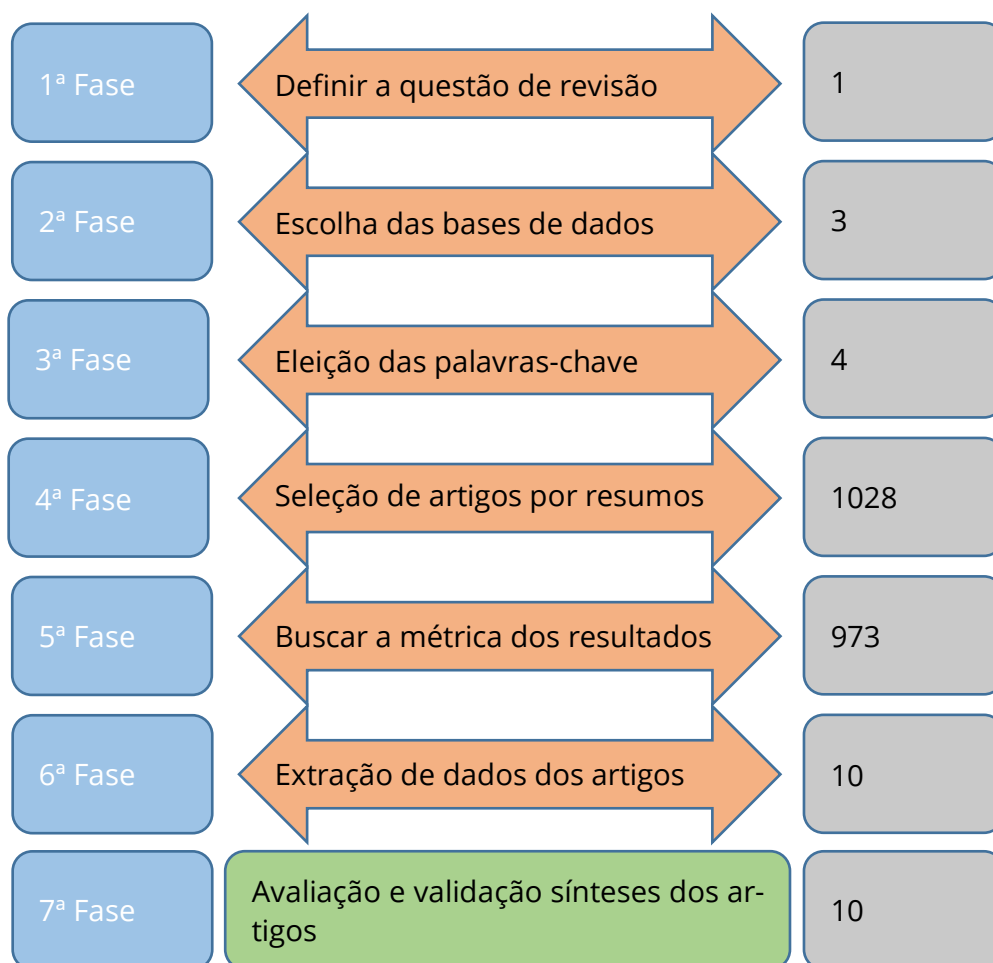 1ª Fase
Definir a questão de revisão
1
2ª Fase
Escolha das bases de dados
3
3ª Fase
Eleição das palavras-chave
4
4ª Fase
Seleção de artigos por resumos
1028
5ª Fase
Buscar a métrica dos resultados
973
6ª Fase
Extração de dados dos artigos
10
7ª Fase
Avaliação e validação sínteses dos ar-
tigos
10